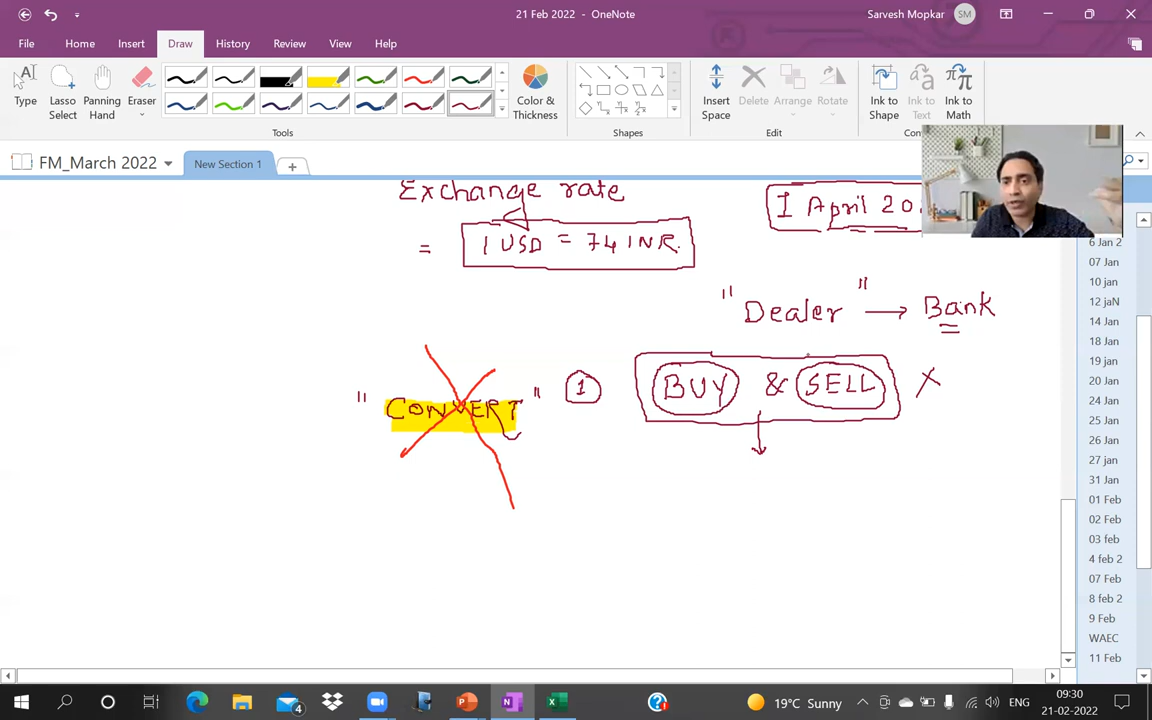 21 Feb 2022 - OneNote
Sarvesh Mopkar
SM
File
Home
Insert
Draw
History
Review
View
Help
Type
Lasso
Select
Panning
Hand
Eraser
Color &
Thickness
Insert
Space
Delete
Arrange
Rotate
Ink to
Shape
Ink to
Text
Ink to
Math
Tools
Shapes
Edit
FM_March 2022
New Section 1
Exchange rate
= 1 USD = 74 INR.
1 April 20
"Dealer" → Bank
"CONVERT" 1 BUY & SELL X
6 Jan 2
07 Jan
10 jan
12 jaN
14 Jan
18 Jan
19 jan
20 Jan
24 Jan
25 Jan
26 Jan
27 jan
31 Jan
01 Feb
02 Feb
03 feb
4 feb 2
07 Feb
8 feb 2
9 Feb
WAEC
11 Feb
4
19°C Sunny
ENG
09:30
21-02-2022